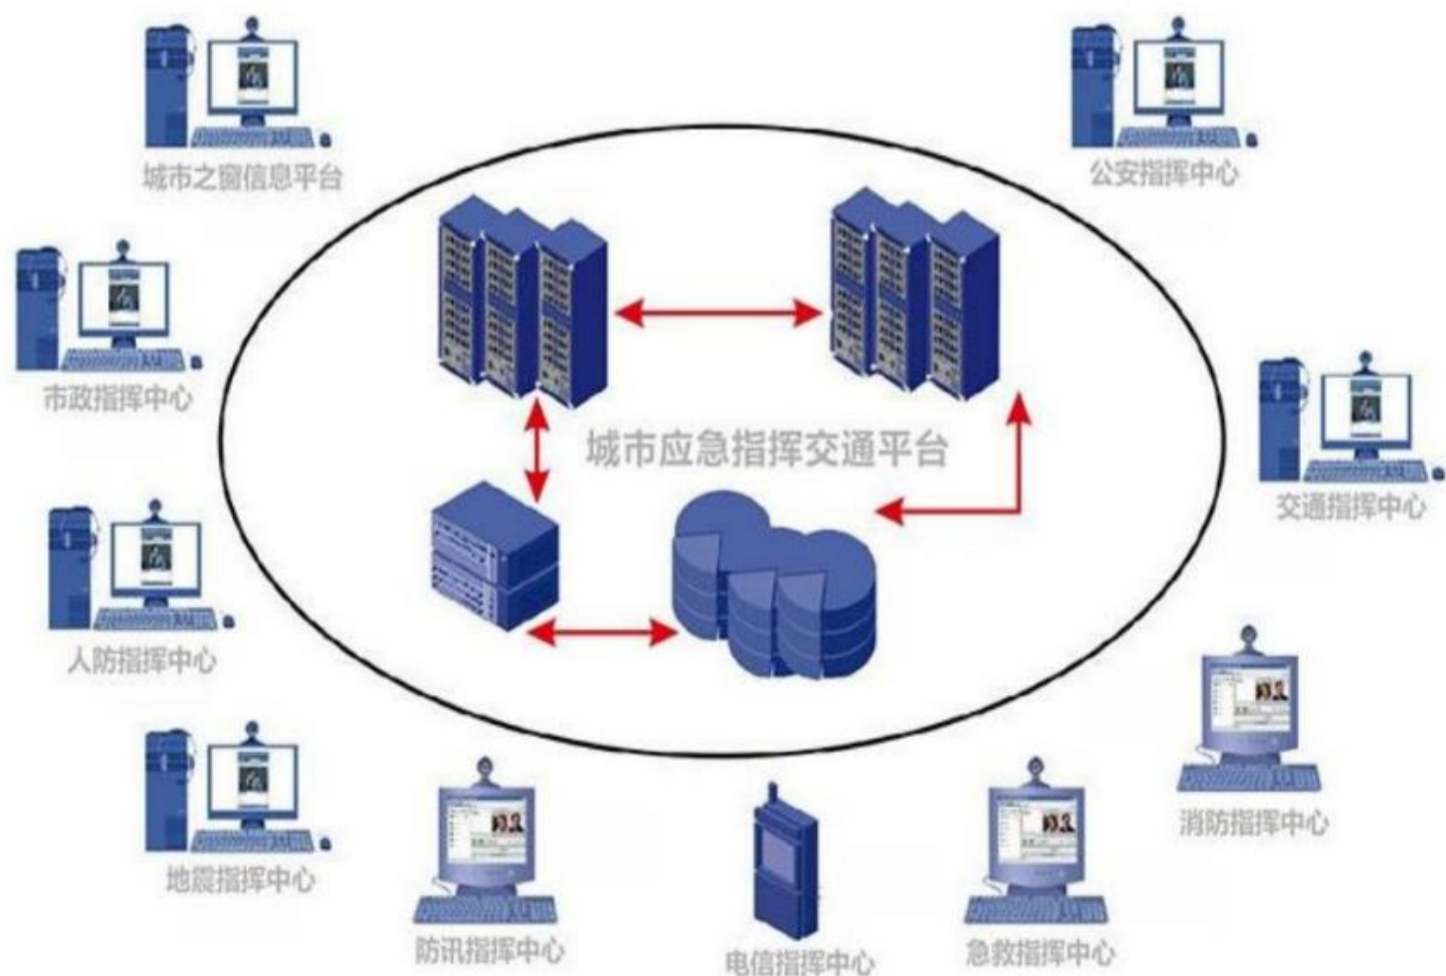 城市之窗信息平台
公安指挥中心
市政指挥中心
城市应急指挥交通平台
交通指挥中心
人防指挥中心
消防指挥中心
地震指挥中心
防讯指挥中心
电信指挥中心
急救指挥中心